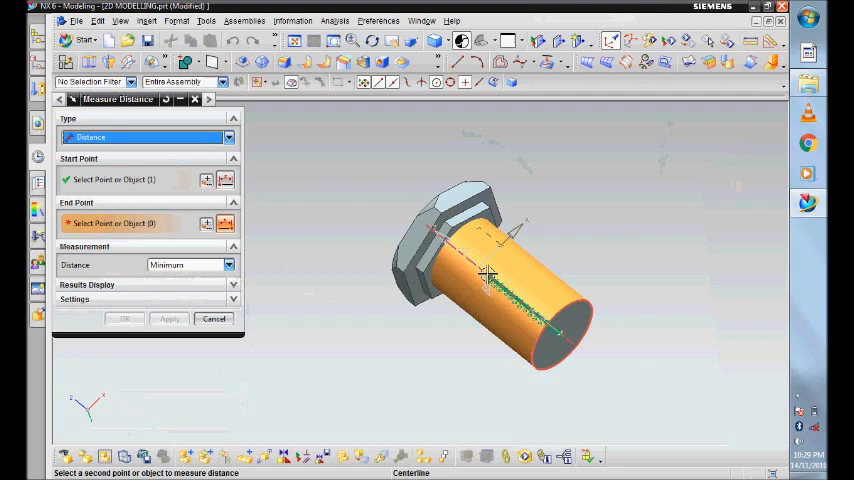 NX 6 - Modeling - [2D MODELLING.prt (Modified) ]
SIEMENS
File Edit View Insert Format Tools Assemblies Information Analysis Preferences Window Help
Start
No Selection Filter Entire Assembly
Measure Distance
Type
Distance
Start Point
Select Point or Object (1)
End Point
* Select Point or Object (0)
Measurement
Distance Minimum
Results Display
Settings
OK Apply Cancel
Z X Y
Select a second point or object to measure distance
Centerline
10:29 PM
14/11/2016